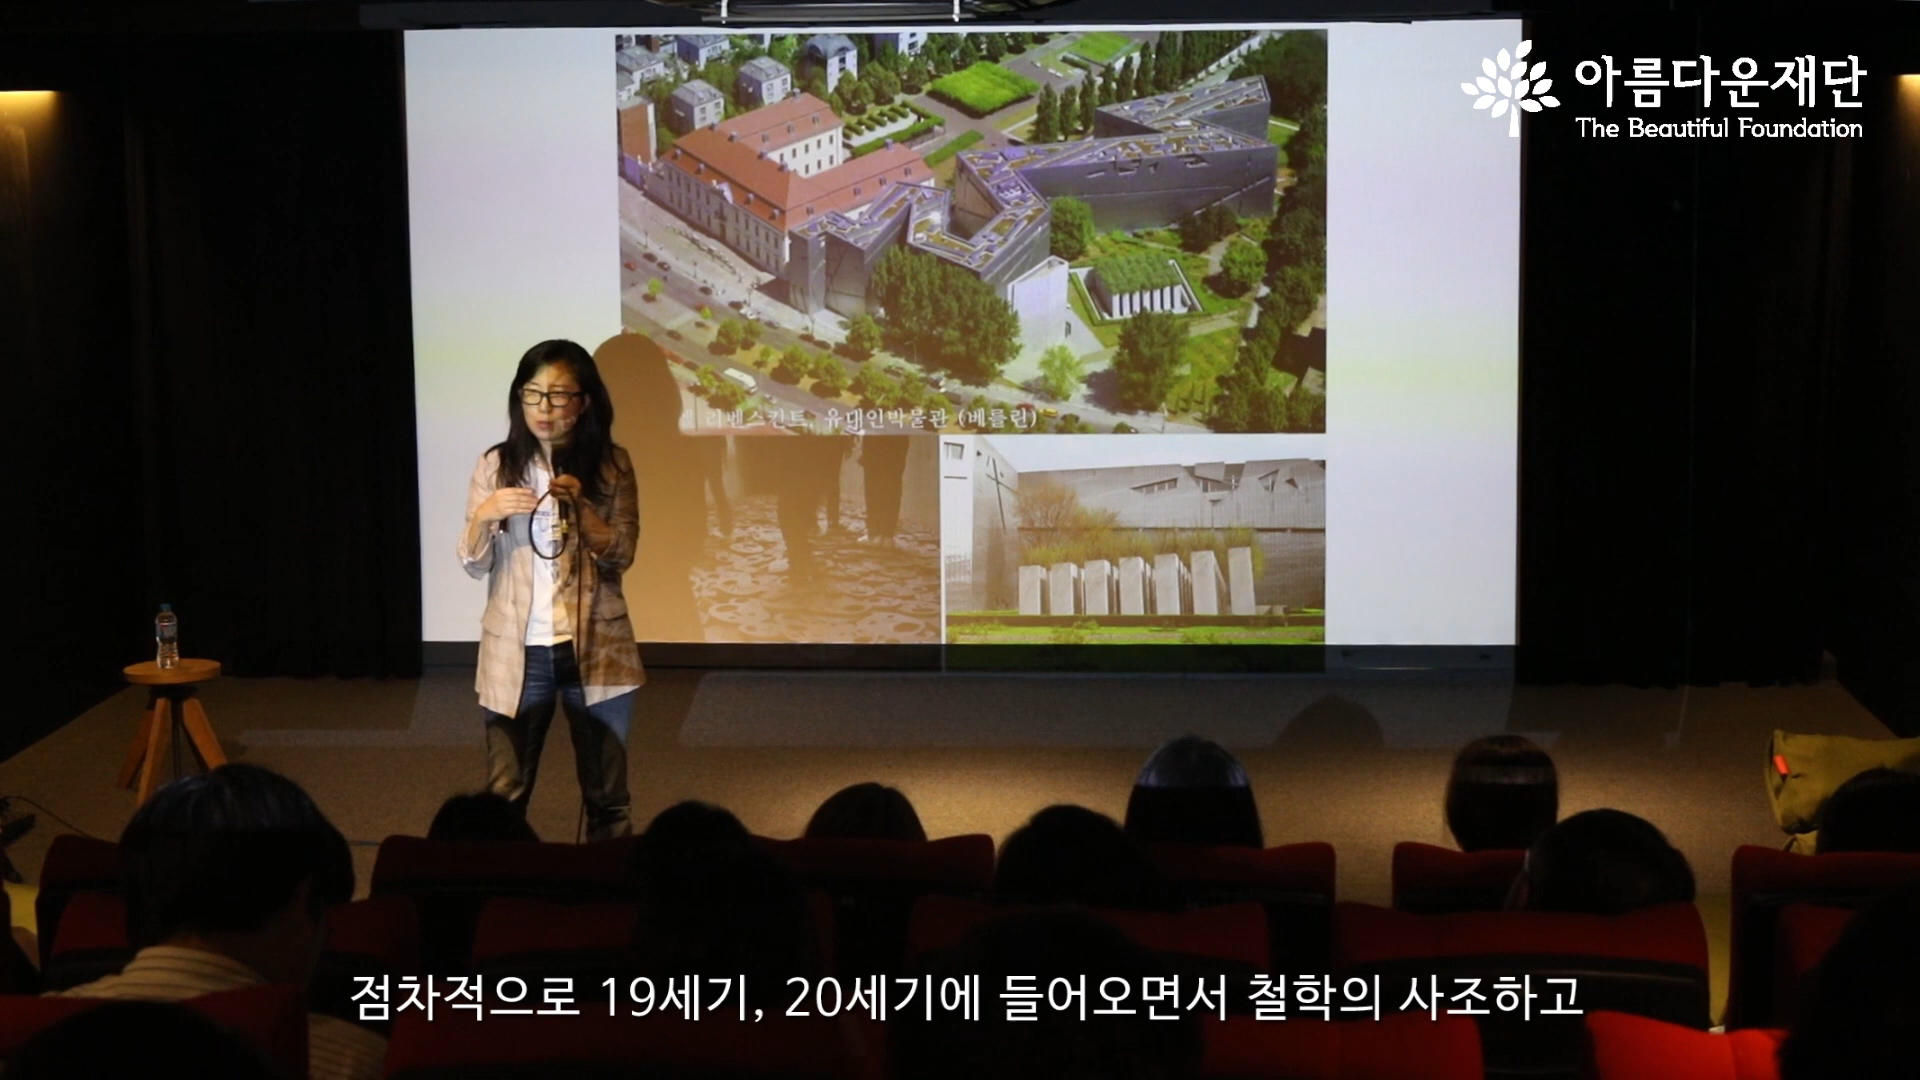 아름다운재단
The Beautiful Foundation
리벤스킨트, 유대인박물관 (베를린)
점차적으로 19세기, 20세기에 들어오면서 철학의 사조하고